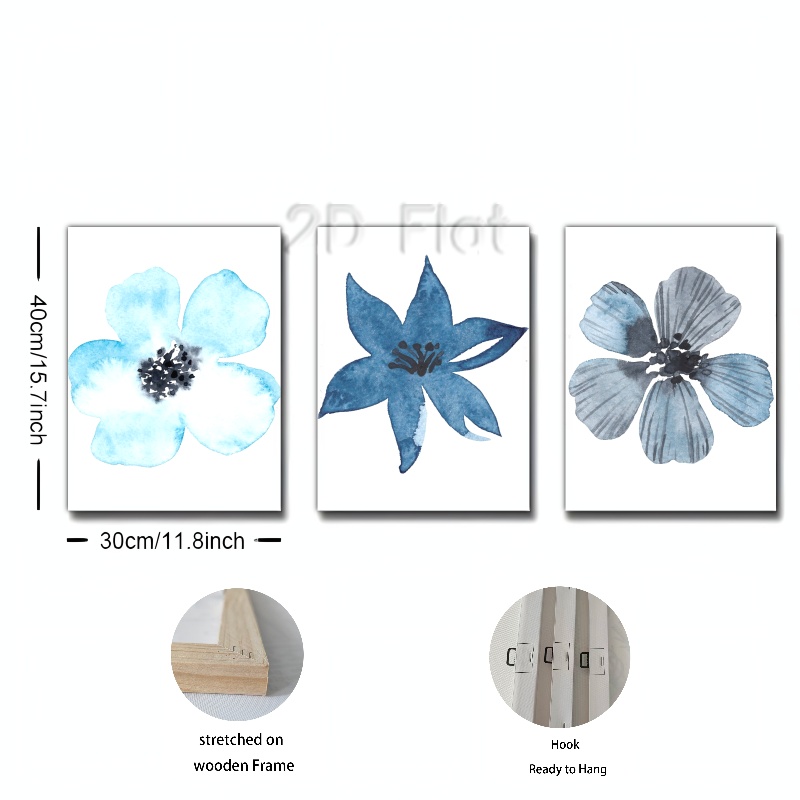 2D Flat
40cm/15.7inch
30cm/11.8inch
stretched on
wooden Frame
Hook
Ready to Hang